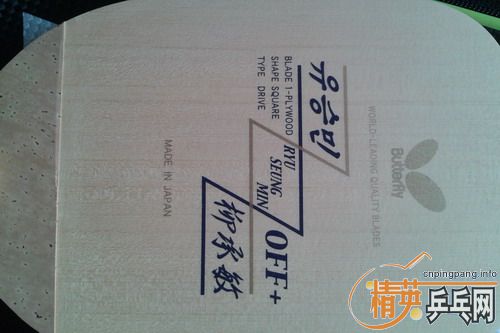 Butterfly
WORLD-LEADING QUALITY BLADES
유승민
BLADE 1-PLYWOOD
SHAPE SQUARE
TYPE DRIVE
RYU
SEUNG
MIN
OFF+
柳承敏
MADE IN JAPAN
cnpingpang.info
精英乒乓网